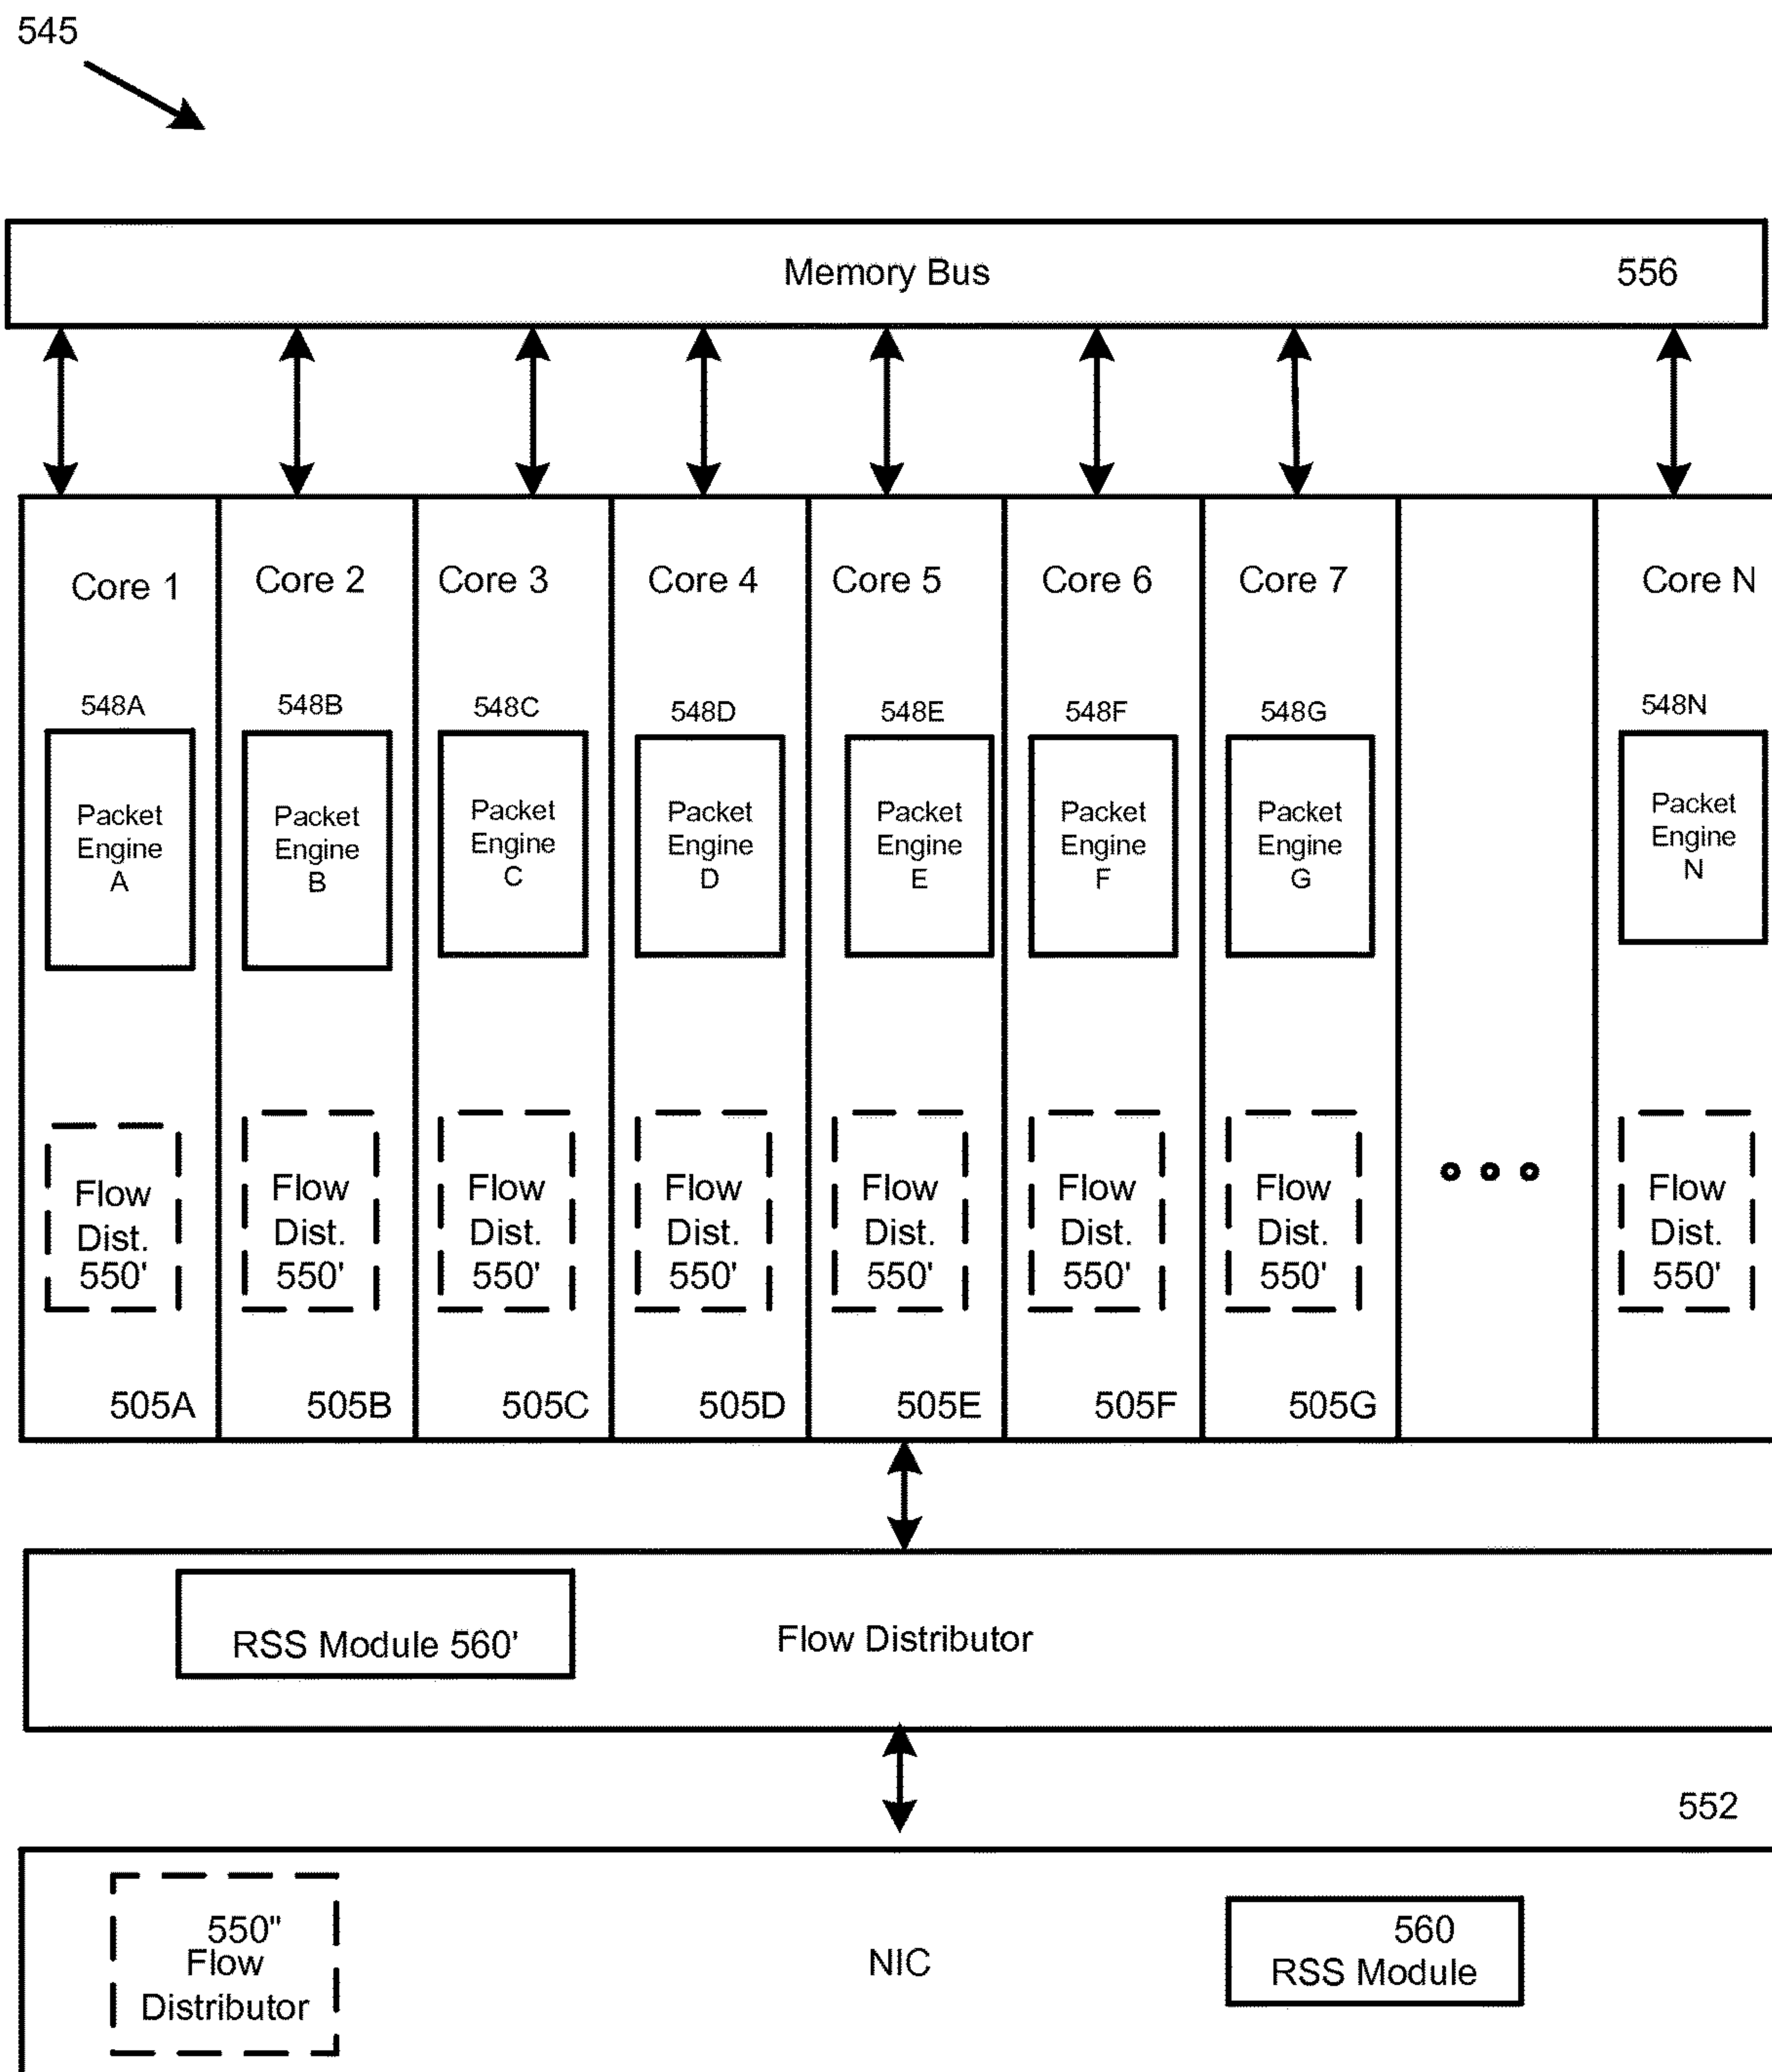 545
Memory Bus 556
Core 1 Core 2 Core 3 Core 4 Core 5 Core 6 Core 7 Core N
548A 548B 548C 548D 548E 548F 548G 548N
Packet Packet Packet Packet Packet Packet Packet Packet
Engine Engine Engine Engine Engine Engine Engine Engine
A B C D E F G N
Flow Flow Flow Flow Flow Flow Flow Flow
Dist. Dist. Dist. Dist. Dist. Dist. Dist. Dist.
550' 550' 550' 550' 550' 550' 550' 550'
505A 505B 505C 505D 505E 505F 505G
RSS Module 560' Flow Distributor
552
550"
Flow
Distributor
NIC
560
RSS Module